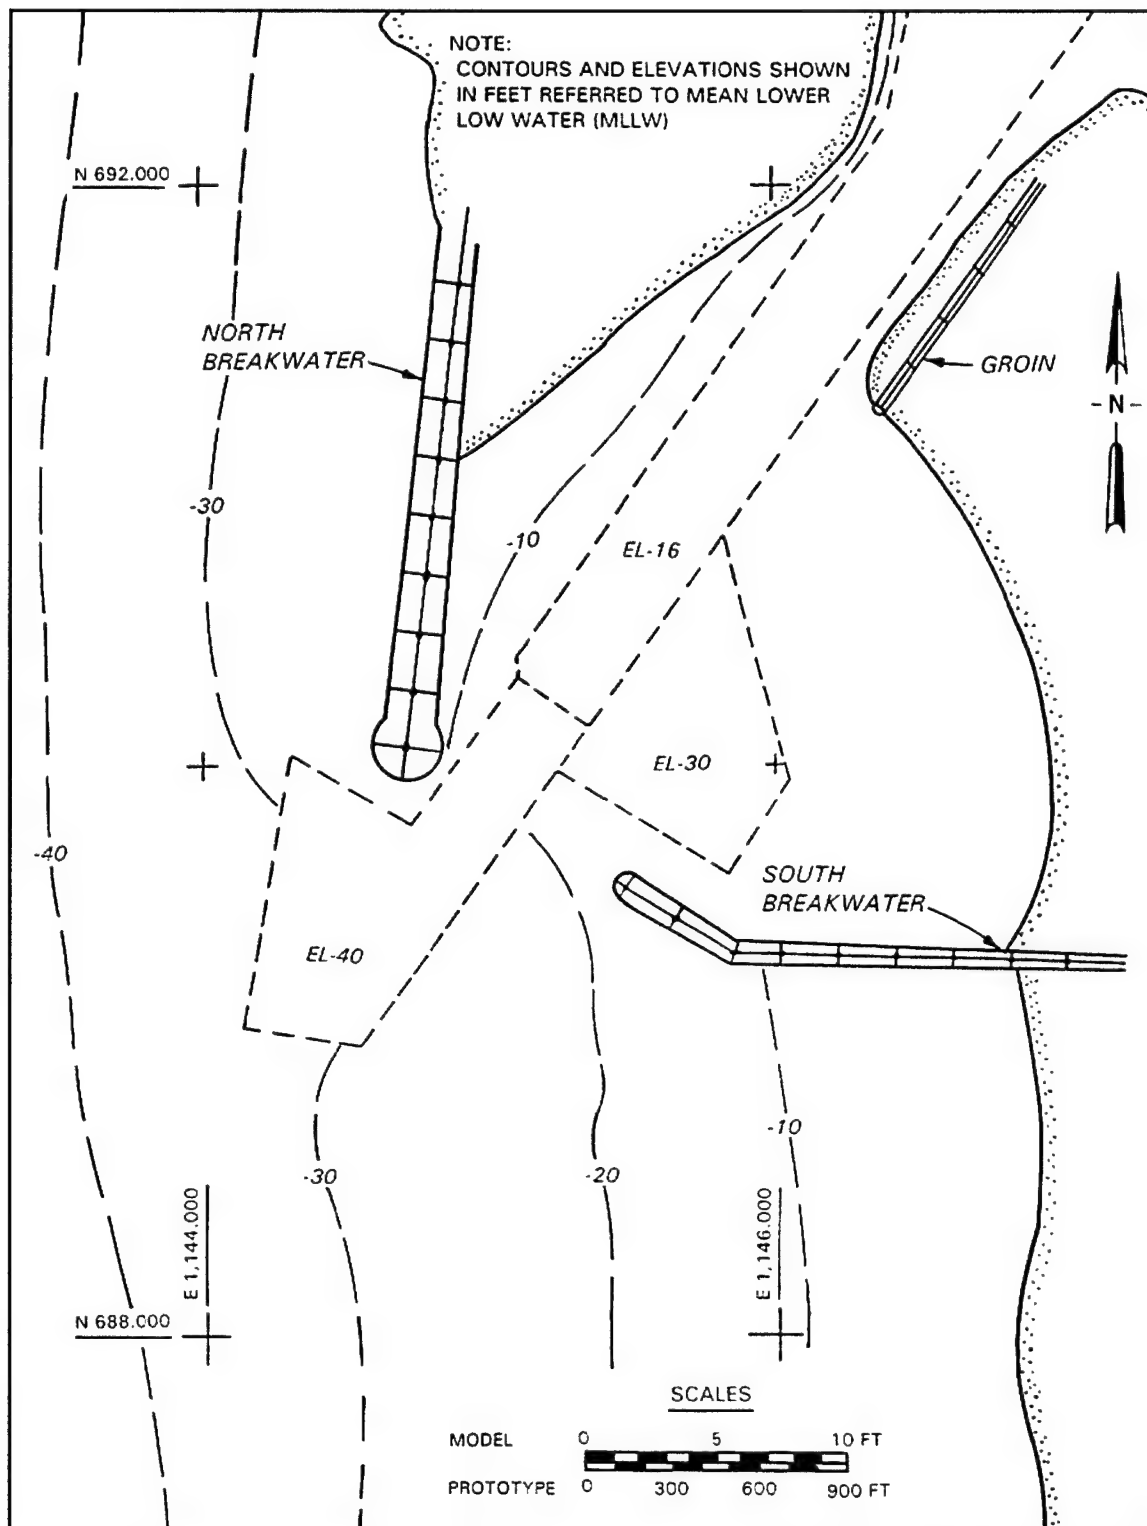 NOTE:
CONTOURS AND ELEVATIONS SHOWN
IN FEET REFERRED TO MEAN LOWER
LOW WATER (MLLW)
N 692.000
NORTH
BREAKWATER
GROIN
-N-
-30
-10
EL-16
EL-30
-40
SOUTH
BREAKWATER
EL-40
-10
-30
-20
E 1,144.000
E 1,146.000
N 688.000
SCALES
MODEL 0 5 10 FT
PROTOTYPE 0 300 600 900 FT